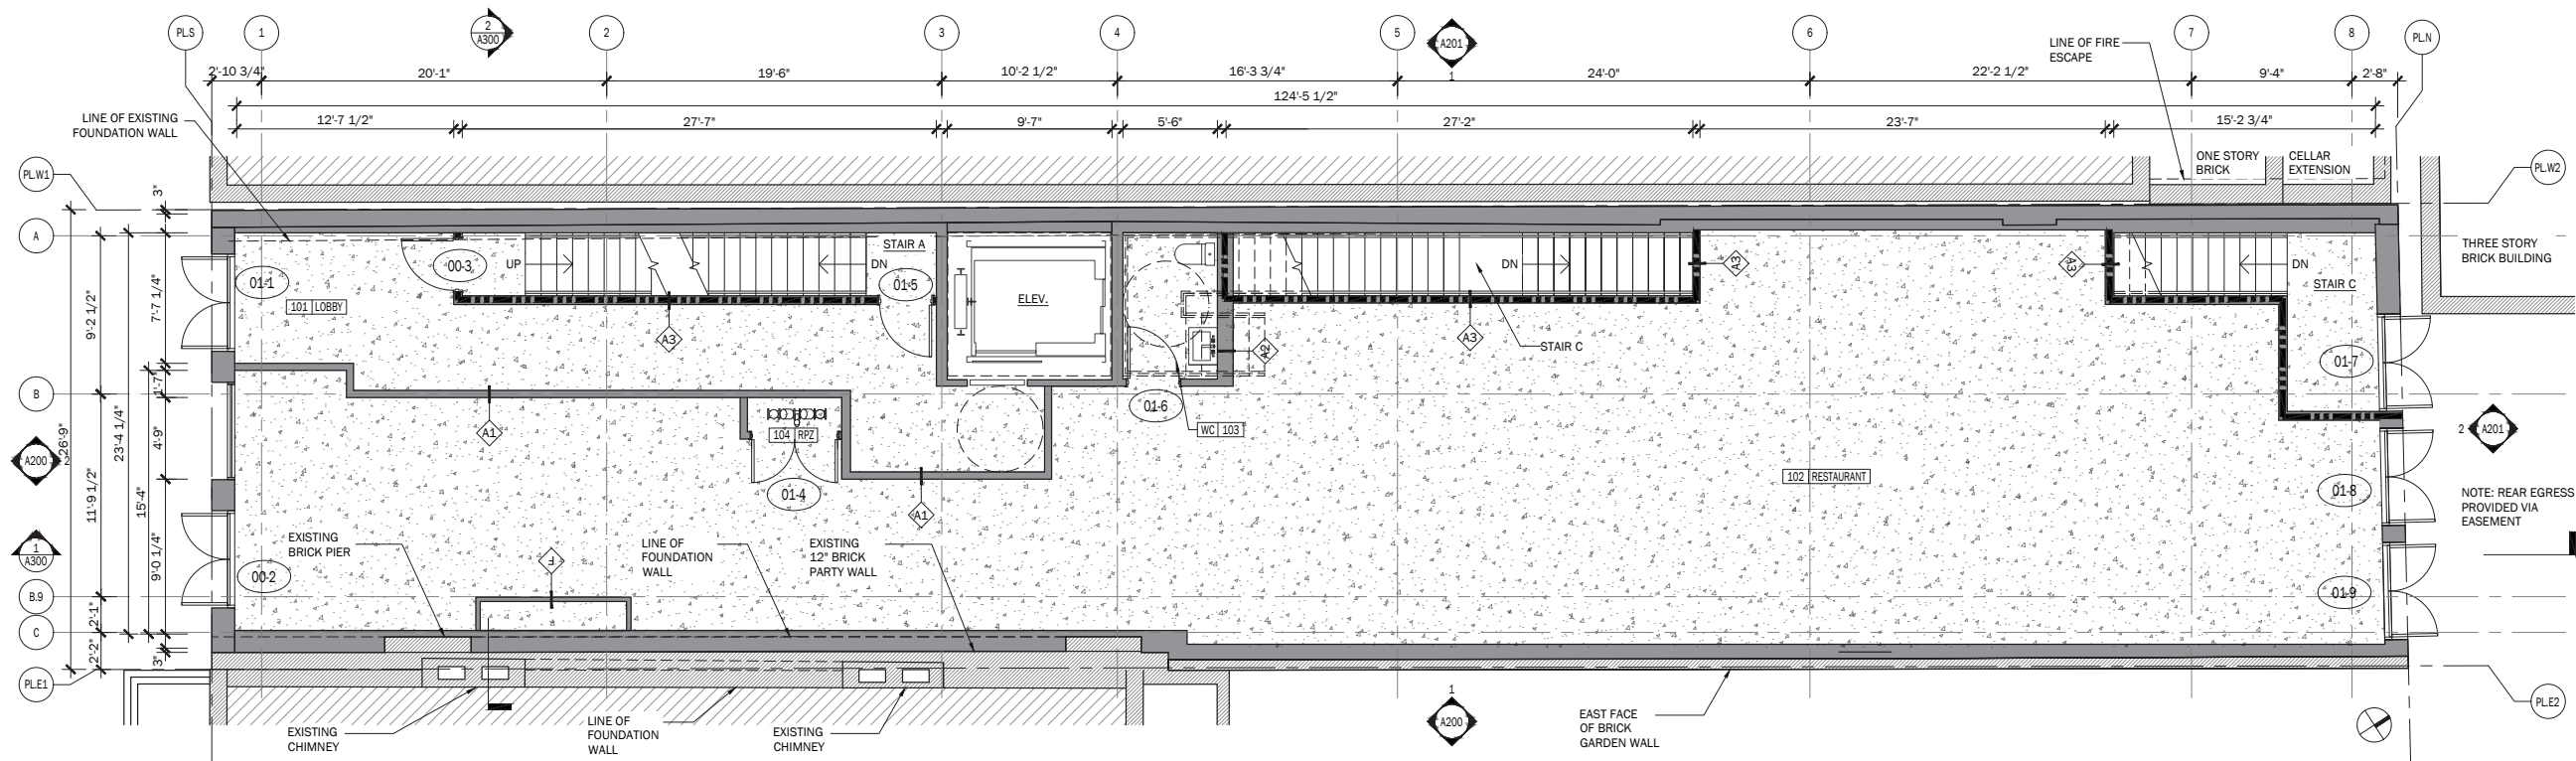 PL.S
1
2
A300
2
3
4
5
A201
1
6
7
8
PL.N
LINE OF FIRE
ESCAPE
2'-10 3/4"
20'-1"
19'-6"
10'-2 1/2"
16'-3 3/4"
24'-0"
22'-2 1/2"
9'-4"
2'-8"
124'-5 1/2"
12'-7 1/2"
27'-7"
9'-7"
5'-6"
27'-2"
23'-7"
15'-2 3/4"
LINE OF EXISTING
FOUNDATION WALL
ONE STORY
BRICK
CELLAR
EXTENSION
PL.W1
PL.W2
3"
A
THREE STORY
BRICK BUILDING
STAIR A
UP
DN
00-3
01-1
01-5
101 LOBBY
ELEV.
DN
A3
A3
DN
STAIR C
7'-7 1/4"
9'-2 1/2"
A3
A3
A2
STAIR C
01-7
1'-7"
B
01-6
WC 103
A1
104 RPZ
4'-9"
23'-4 1/4"
26'-9"
A200
2
2
A201
102 RESTAURANT
01-4
01-8
NOTE: REAR EGRESS
PROVIDED VIA
EASEMENT
11'-9 1/2"
15'-4"
A1
EXISTING
BRICK PIER
LINE OF
FOUNDATION
WALL
EXISTING
12" BRICK
PARTY WALL
1
A300
9'-0 1/4"
F
00-2
01-9
B.9
2'-1"
C
2'-2"
3"
PL.E1
PL.E2
EXISTING
CHIMNEY
LINE OF
FOUNDATION
WALL
EXISTING
CHIMNEY
1
A200
EAST FACE
OF BRICK
GARDEN WALL